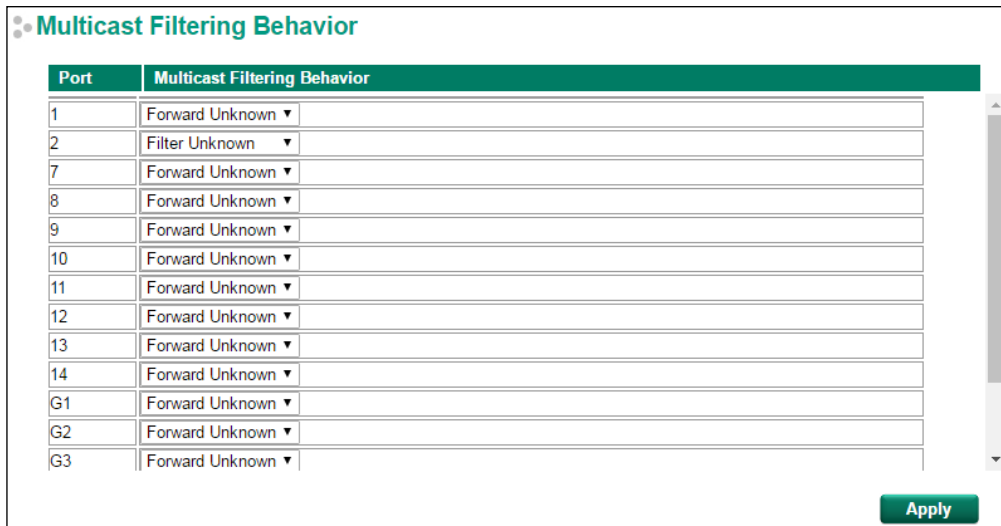 Multicast Filtering Behavior
Port Multicast Filtering Behavior
1 Forward Unknown
2 Filter Unknown
7 Forward Unknown
8 Forward Unknown
9 Forward Unknown
10 Forward Unknown
11 Forward Unknown
12 Forward Unknown
13 Forward Unknown
14 Forward Unknown
G1 Forward Unknown
G2 Forward Unknown
G3 Forward Unknown
Apply